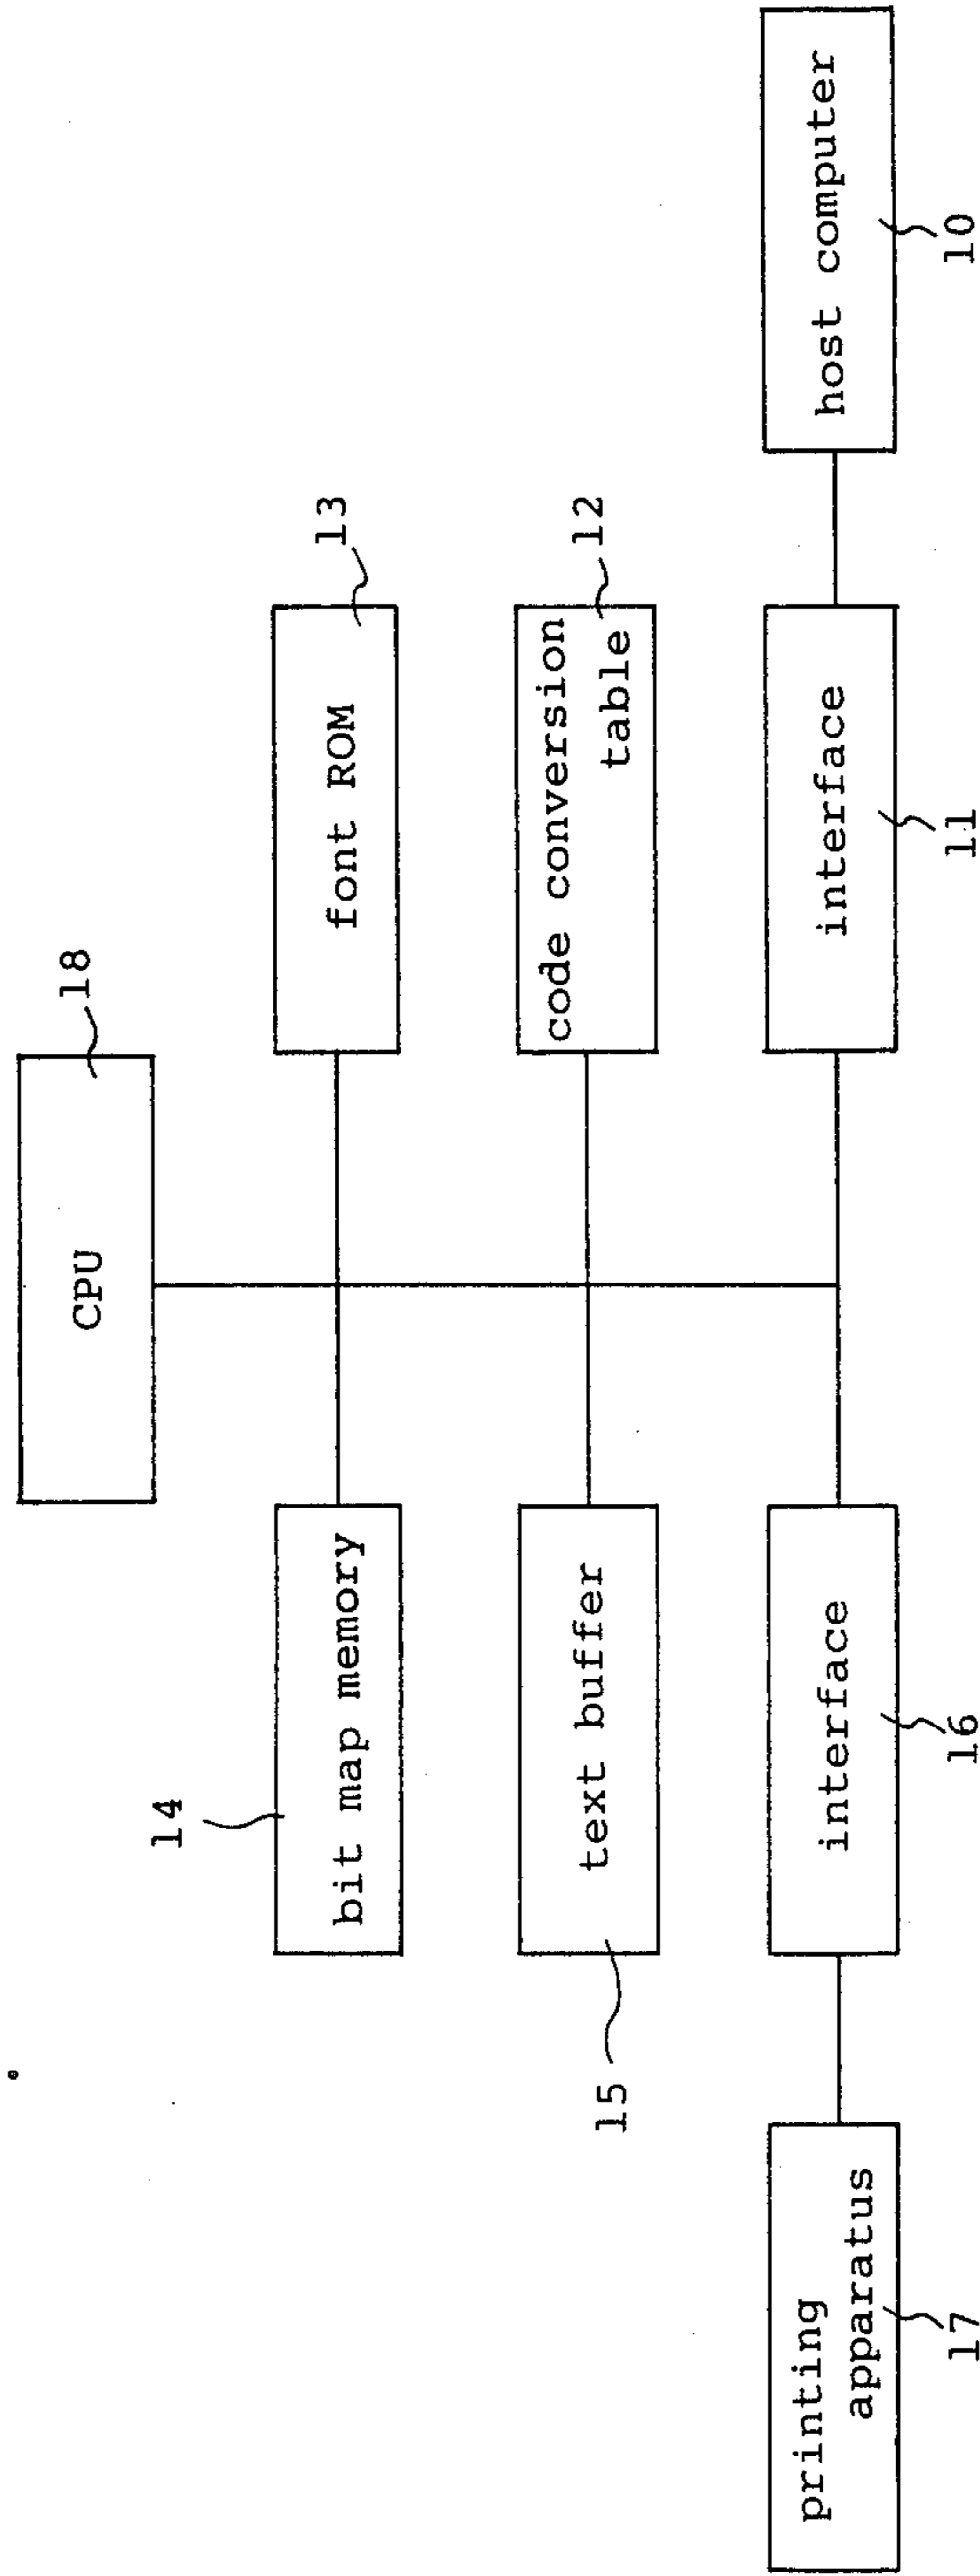 CPU
18
bit map memory
14
font ROM
13
text buffer
15
code conversion
table
12
printing
apparatus
17
interface
16
interface
11
host computer
10